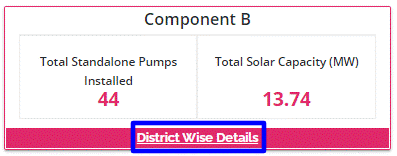 Component B
Total Standalone Pumps
Installed
44
Total Solar Capacity (MW)
13.74
District Wise Details